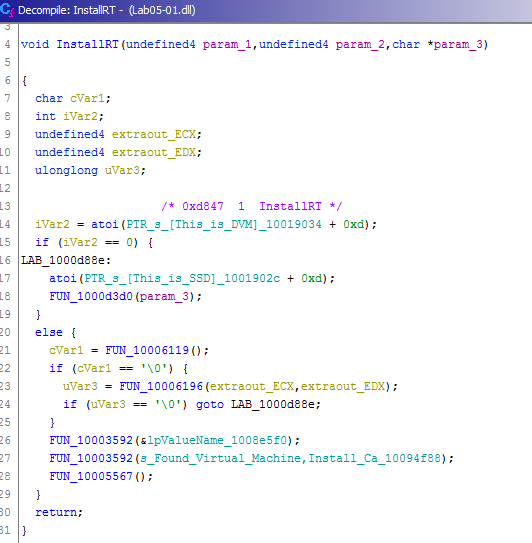 Decompile: InstallRT - (Lab05-01.dll)
3
4 void InstallRT(undefined4 param_1,undefined4 param_2,char *param_3)
5
6 {
7 char cVar1;
8 int iVar2;
9 undefined4 extraout_ECX;
10 undefined4 extraout_EDX;
11 ulonglong uVar3;
12
13 /* 0xd847 1 InstallRT */
14 iVar2 = atoi(PTR_s_[This_is_DVM]_10019034 + 0xd);
15 if (iVar2 == 0) {
16 LAB_1000d88e:
17 atoi(PTR_s_[This_is_SSD]_1001902c + 0xd);
18 FUN_1000d3d0(param_3);
19 }
20 else {
21 cVar1 = FUN_10006119();
22 if (cVar1 == '\0') {
23 uVar3 = FUN_10006196(extraout_ECX,extraout_EDX);
24 if (uVar3 == '\0') goto LAB_1000d88e;
25 }
26 FUN_10003592(&lpValueName_1008e5f0);
27 FUN_10003592(s_Found_Virtual_Machine,Install_Ca_10094f88);
28 FUN_10005567();
29 }
30 return;
31 }